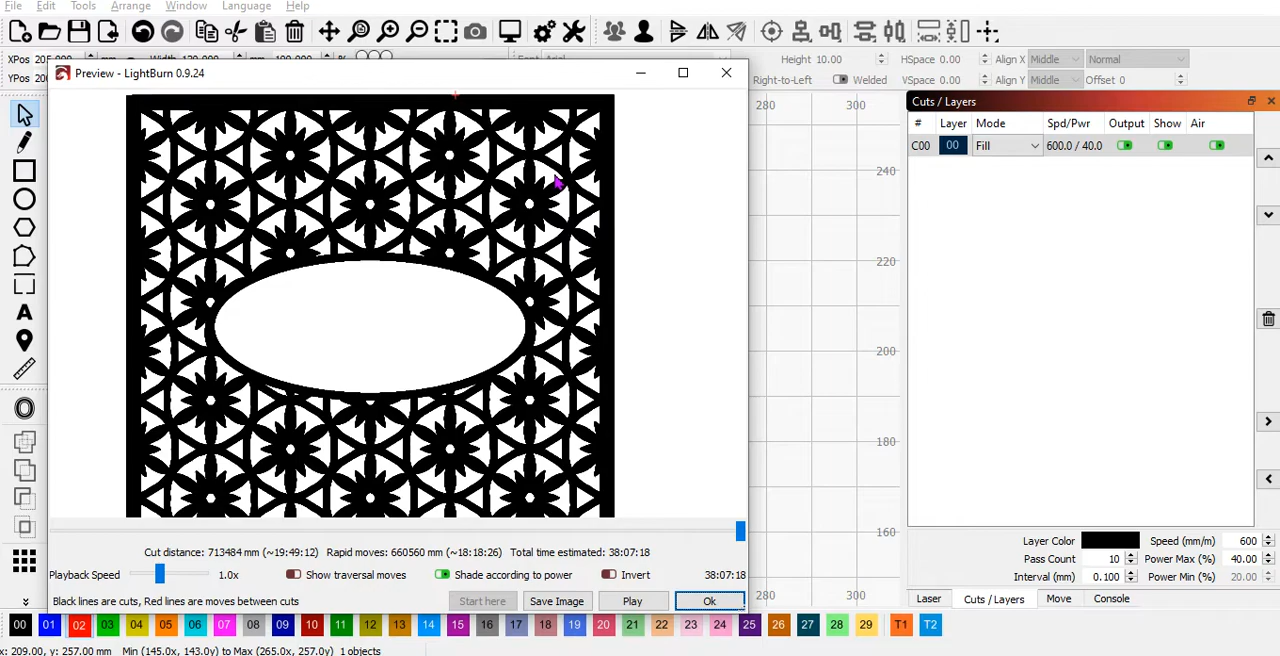 File Edit Tools Arrange Window Language Help
Height 10.00 HSpace 0.00 Align X Middle Normal
Right-to-Left Welded VSpace 0.00 Align Y Middle Offset 0
Preview - LightBurn 0.9.24
280 300
240
220
200
180
160
280 300
Cuts / Layers
# Layer Mode Spd/Pwr Output Show Air
C00 00 Fill 600.0 / 40.0
Layer Color Speed (mm/m) 600
Pass Count 10 Power Max (%) 40.00
Interval (mm) 0.100 Power Min (%) 20.00
Laser Cuts / Layers Move Console
Cut distance: 713484 mm (~19:49:12) Rapid moves: 660560 mm (~18:18:26) Total time estimated: 38:07:18
Playback Speed 1.0x Show traversal moves Shade according to power Invert 38:07:18
Black lines are cuts, Red lines are moves between cuts Start here Save Image Play Ok
00 01 02 03 04 05 06 07 08 09 10 11 12 13 14 15 16 17 18 19 20 21 22 23 24 25 26 27 28 29 T1 T2
x: 209.00, y: 257.00 mm Min (145.0x, 143.0y) to Max (265.0x, 257.0y) 1 objects